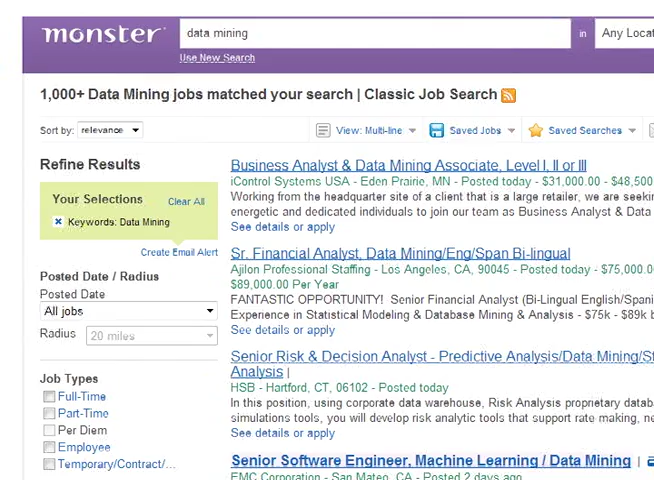 monster
data mining
in
Any Locat
Use New Search
1,000+ Data Mining jobs matched your search | Classic Job Search
Sort by: relevance
View: Multi-line
Saved Jobs
Saved Searches
Refine Results
Your Selections
Clear All
Keywords: Data Mining
Create Email Alert
Posted Date / Radius
Posted Date
All jobs
Radius
20 miles
Job Types
Full-Time
Part-Time
Per Diem
Employee
Temporary/Contract/...
Business Analyst & Data Mining Associate, Level I, II or III
iControl Systems USA - Eden Prairie, MN - Posted today - $31,000.00 - $48,500
Working from the headquarter site of a client that is a large retailer, we are seekin
energetic and dedicated individuals to join our team as Business Analyst & Data
See details or apply
Sr. Financial Analyst, Data Mining/Eng/Span Bi-lingual
Ajilon Professional Staffing - Los Angeles, CA, 90045 - Posted today - $75,000.0
$89,000.00 Per Year
FANTASTIC OPPORTUNITY! Senior Financial Analyst (Bi-Lingual English/Spani
Experience in Statistical Modeling & Database Mining & Analysis - $75k - $89k b
See details or apply
Senior Risk & Decision Analyst - Predictive Analysis/Data Mining/St
Analysis |
HSB - Hartford, CT, 06102 - Posted today
In this position, using corporate data warehouse, Risk Analysis proprietary datab
simulations tools, you will develop risk analytic tools that support rate making, ne
See details or apply
Senior Software Engineer, Machine Learning / Data Mining |
EMC Corporation - San Mateo, CA - Posted 2 days ago